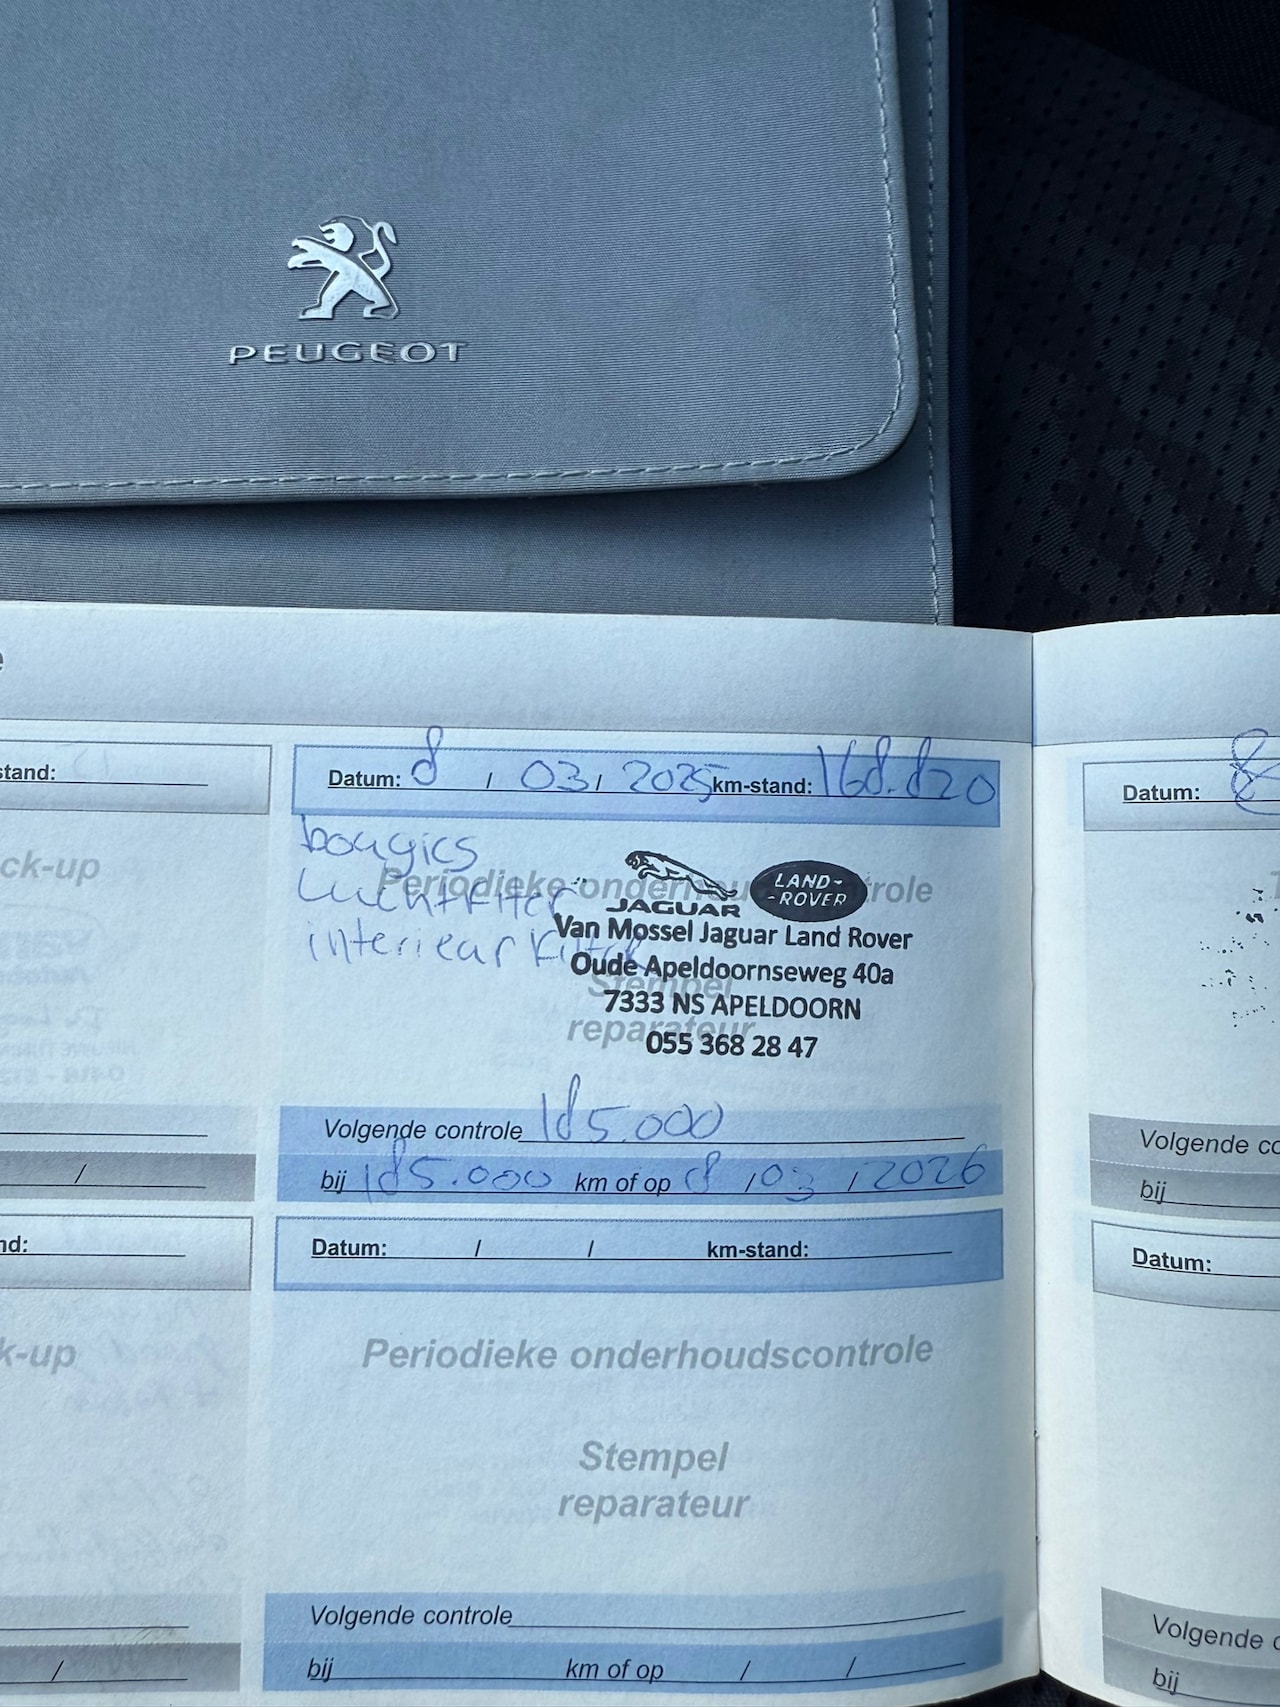 PEUGEOT
e
stand:
Datum: 8 / 03 / 2025 km-stand: 168.820
Datum:
bougies
ck-up
Luchtfilter
Periodieke onderhoudscontrole
interieur filter
JAGUAR
LAND-
-ROVER
Van Mossel Jaguar Land Rover
Oude Apeldoornseweg 40a
Stempel
7333 NS APELDOORN
reparateur
055 368 28 47
Volgende controle 185.000
Volgende co
/
bij 185.000 km of op 8 / 03 / 2026
bij
nd:
Datum: / / km-stand:
Datum:
k-up
Periodieke onderhoudscontrole
Stempel
reparateur
Volgende controle
Volgende c
/
bij km of op / /
bij